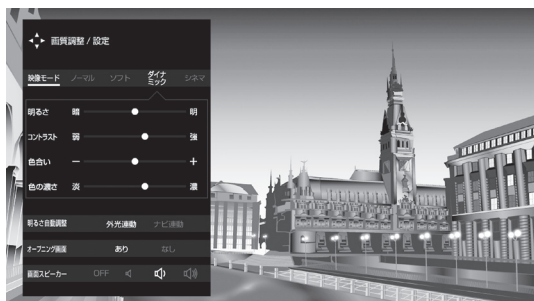 画質調整 / 設定
映像モード ノーマル ソフト ダイナミック シネマ
明るさ 暗 明
コントラスト 弱 強
色合い − +
色の濃さ 淡 濃
明るさ自動調整 外光連動 ナビ連動
オープニング画面 あり なし
画面スピーカー OFF